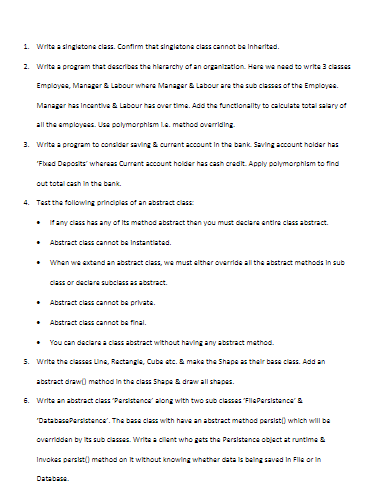 1. Write a singletone class. Confirm that singletone class cannot be inherited.
2. Write a program that describes the hierarchy of an organization. Here we need to write 3 classes
Employee, Manager & Labour where Manager & Labour are the sub classes of the Employee.
Manager has incentive & Labour has over time. Add the functionality to calculate total salary of
all the employees. Use polymorphism i.e. method overriding.
3. Write a program to consider saving & current account in the bank. Saving account holder has
'Fixed Deposits' whereas Current account holder has cash credit. Apply polymorphism to find
out total cash in the bank.
4. Test the following principles of an abstract class:
• If any class has any of its method abstract then you must declare entire class abstract.
• Abstract class cannot be instantiated.
• When we extend an abstract class, we must either override all the abstract methods in sub
class or declare subclass as abstract.
• Abstract class cannot be private.
• Abstract class cannot be final.
• You can declare a class abstract without having any abstract method.
5. Write the classes Line, Rectangle, Cube etc. & make the Shape as their base class. Add an
abstract draw() method in the class Shape & draw all shapes.
6. Write an abstract class 'Persistence' along with two sub classes 'FilePersistence' &
'DatabasePersistence'. The base class with have an abstract method persist() which will be
overridden by its sub classes. Write a client who gets the Persistence object at runtime &
invokes persist() method on it without knowing whether data is being saved in File or in
Database.